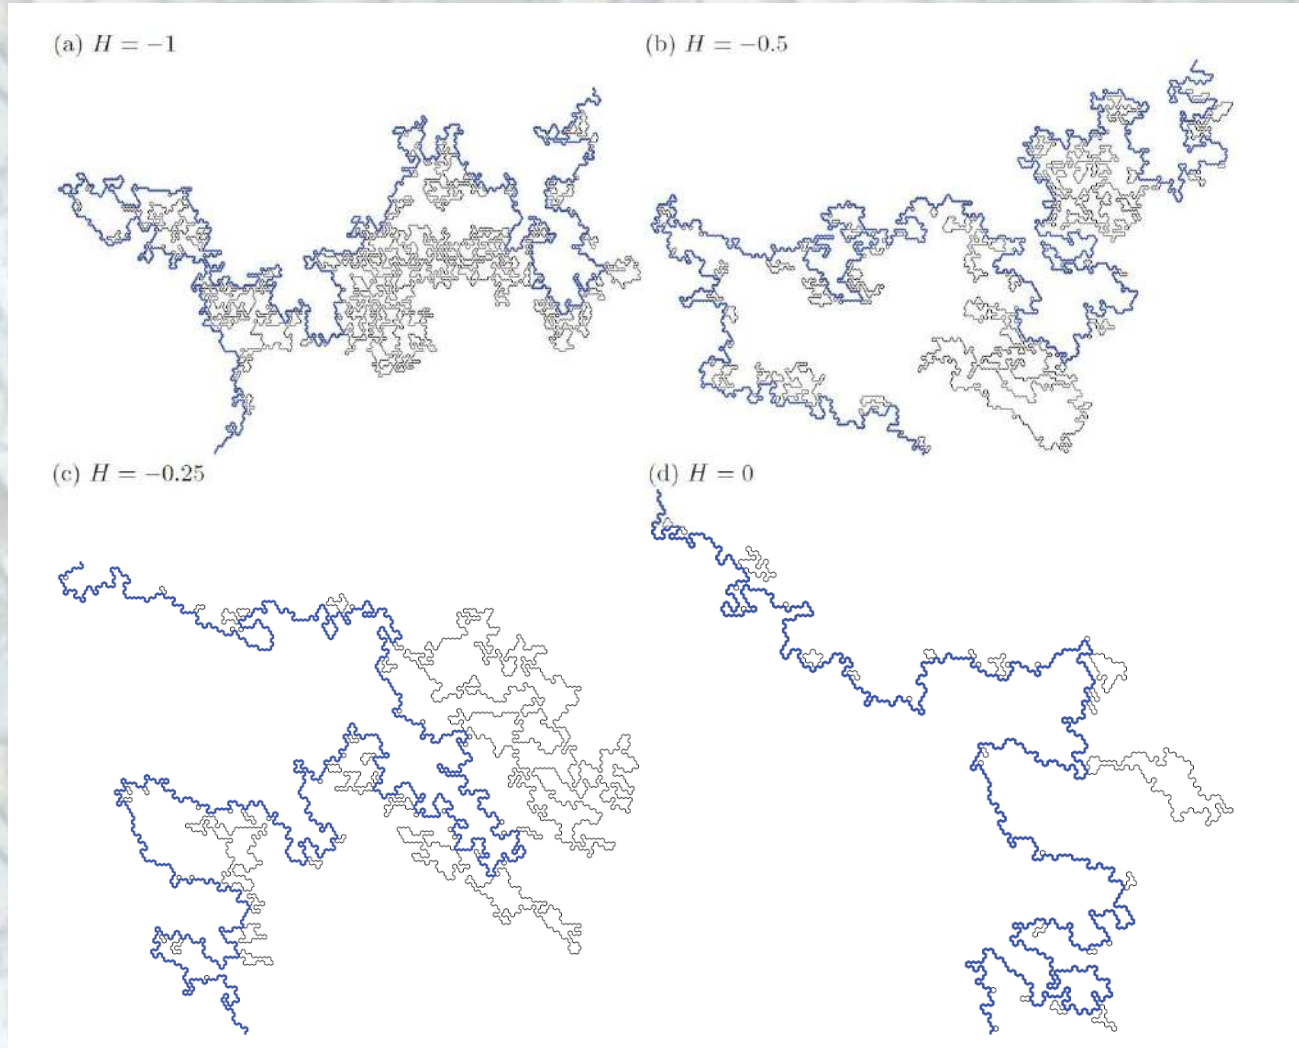 (a) H = −1
(b) H = −0.5
(c) H = −0.25
(d) H = 0